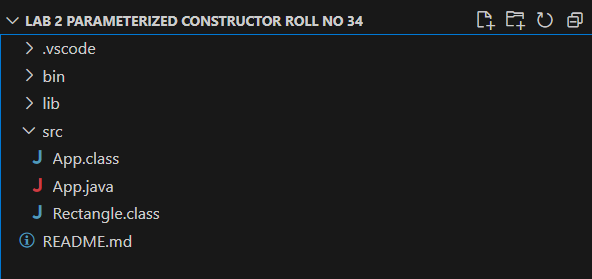 LAB 2 PARAMETERIZED CONSTRUCTOR ROLL NO 34
.vscode
bin
lib
src
J App.class
J App.java
J Rectangle.class
README.md